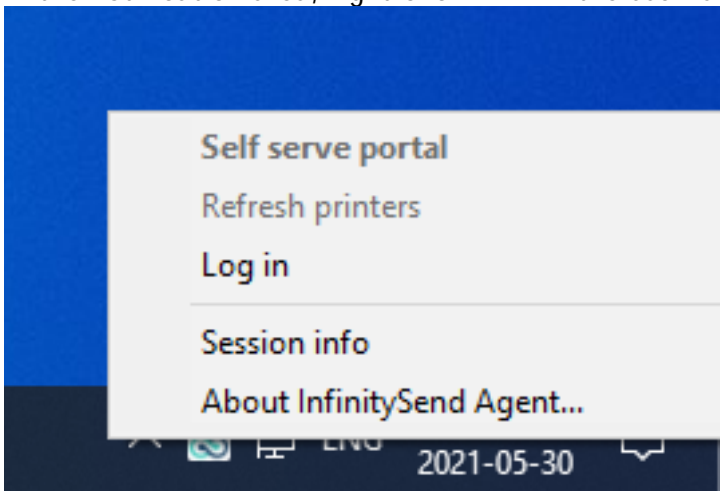 Self serve portal
Refresh printers
Log in
Session info
About InfinitySend Agent...
ENG
2021-05-30